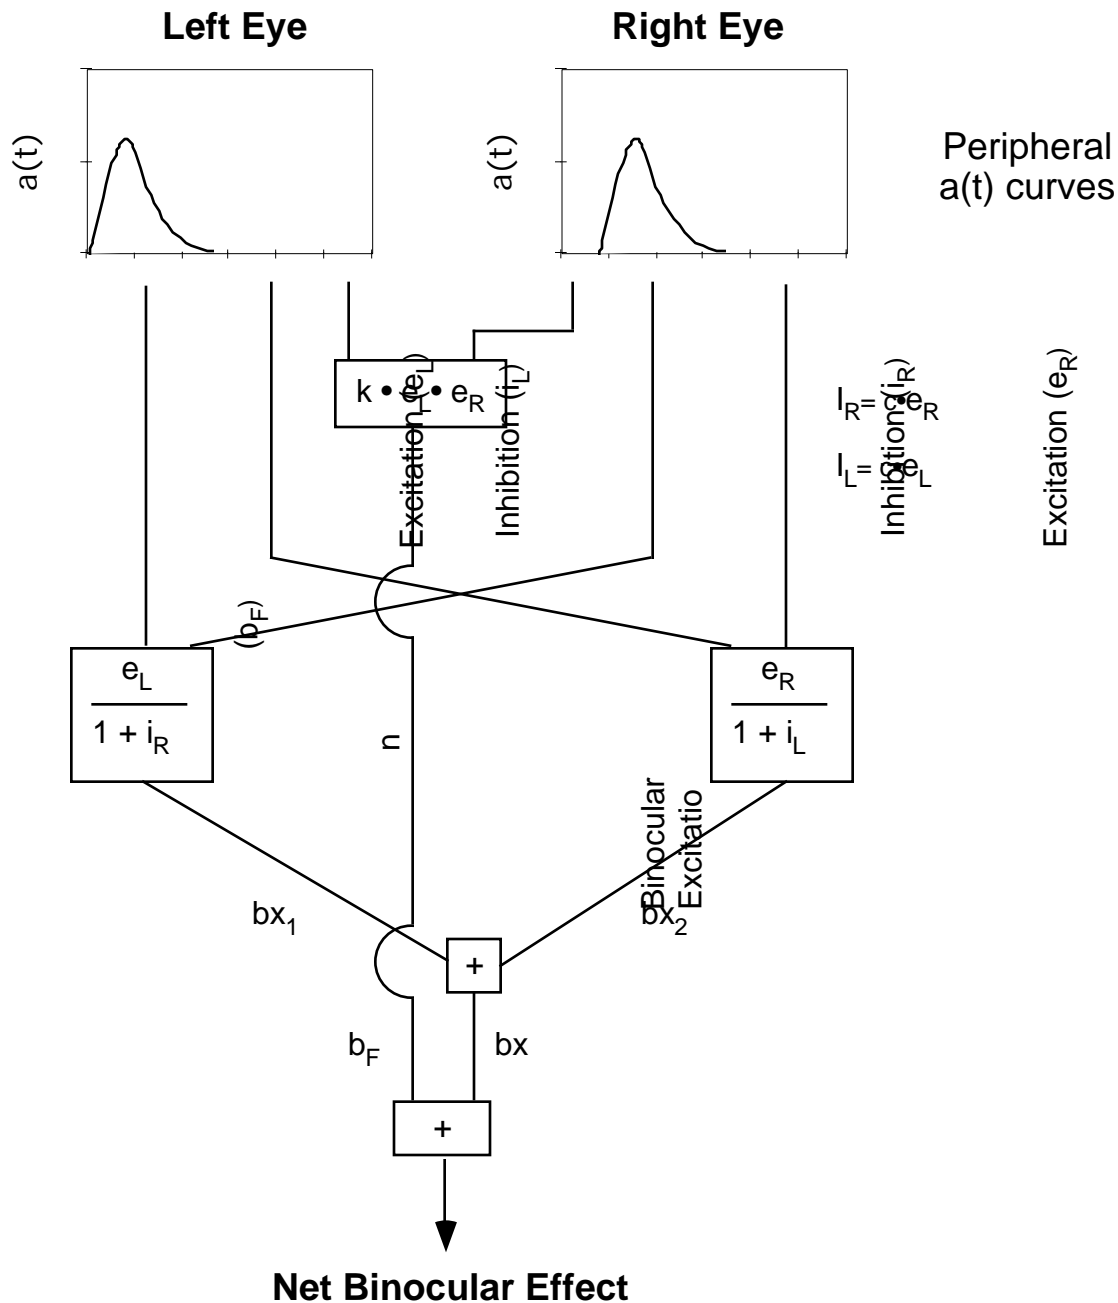 Left Eye
Right Eye
a(t)
a(t)
Peripheral
a(t) curves
k • e_L • e_R
Excitation (e_L)
Inhibition (i_L)
I_R= c•e_R
I_L= c•e_L
Inhibition (i_R)
Excitation (e_R)
(b_F)
e_L
1 + i_R
e_R
1 + i_L
n
Binocular
Excitatio
bx_1
bx_2
+
b_F
bx
+
Net Binocular Effect